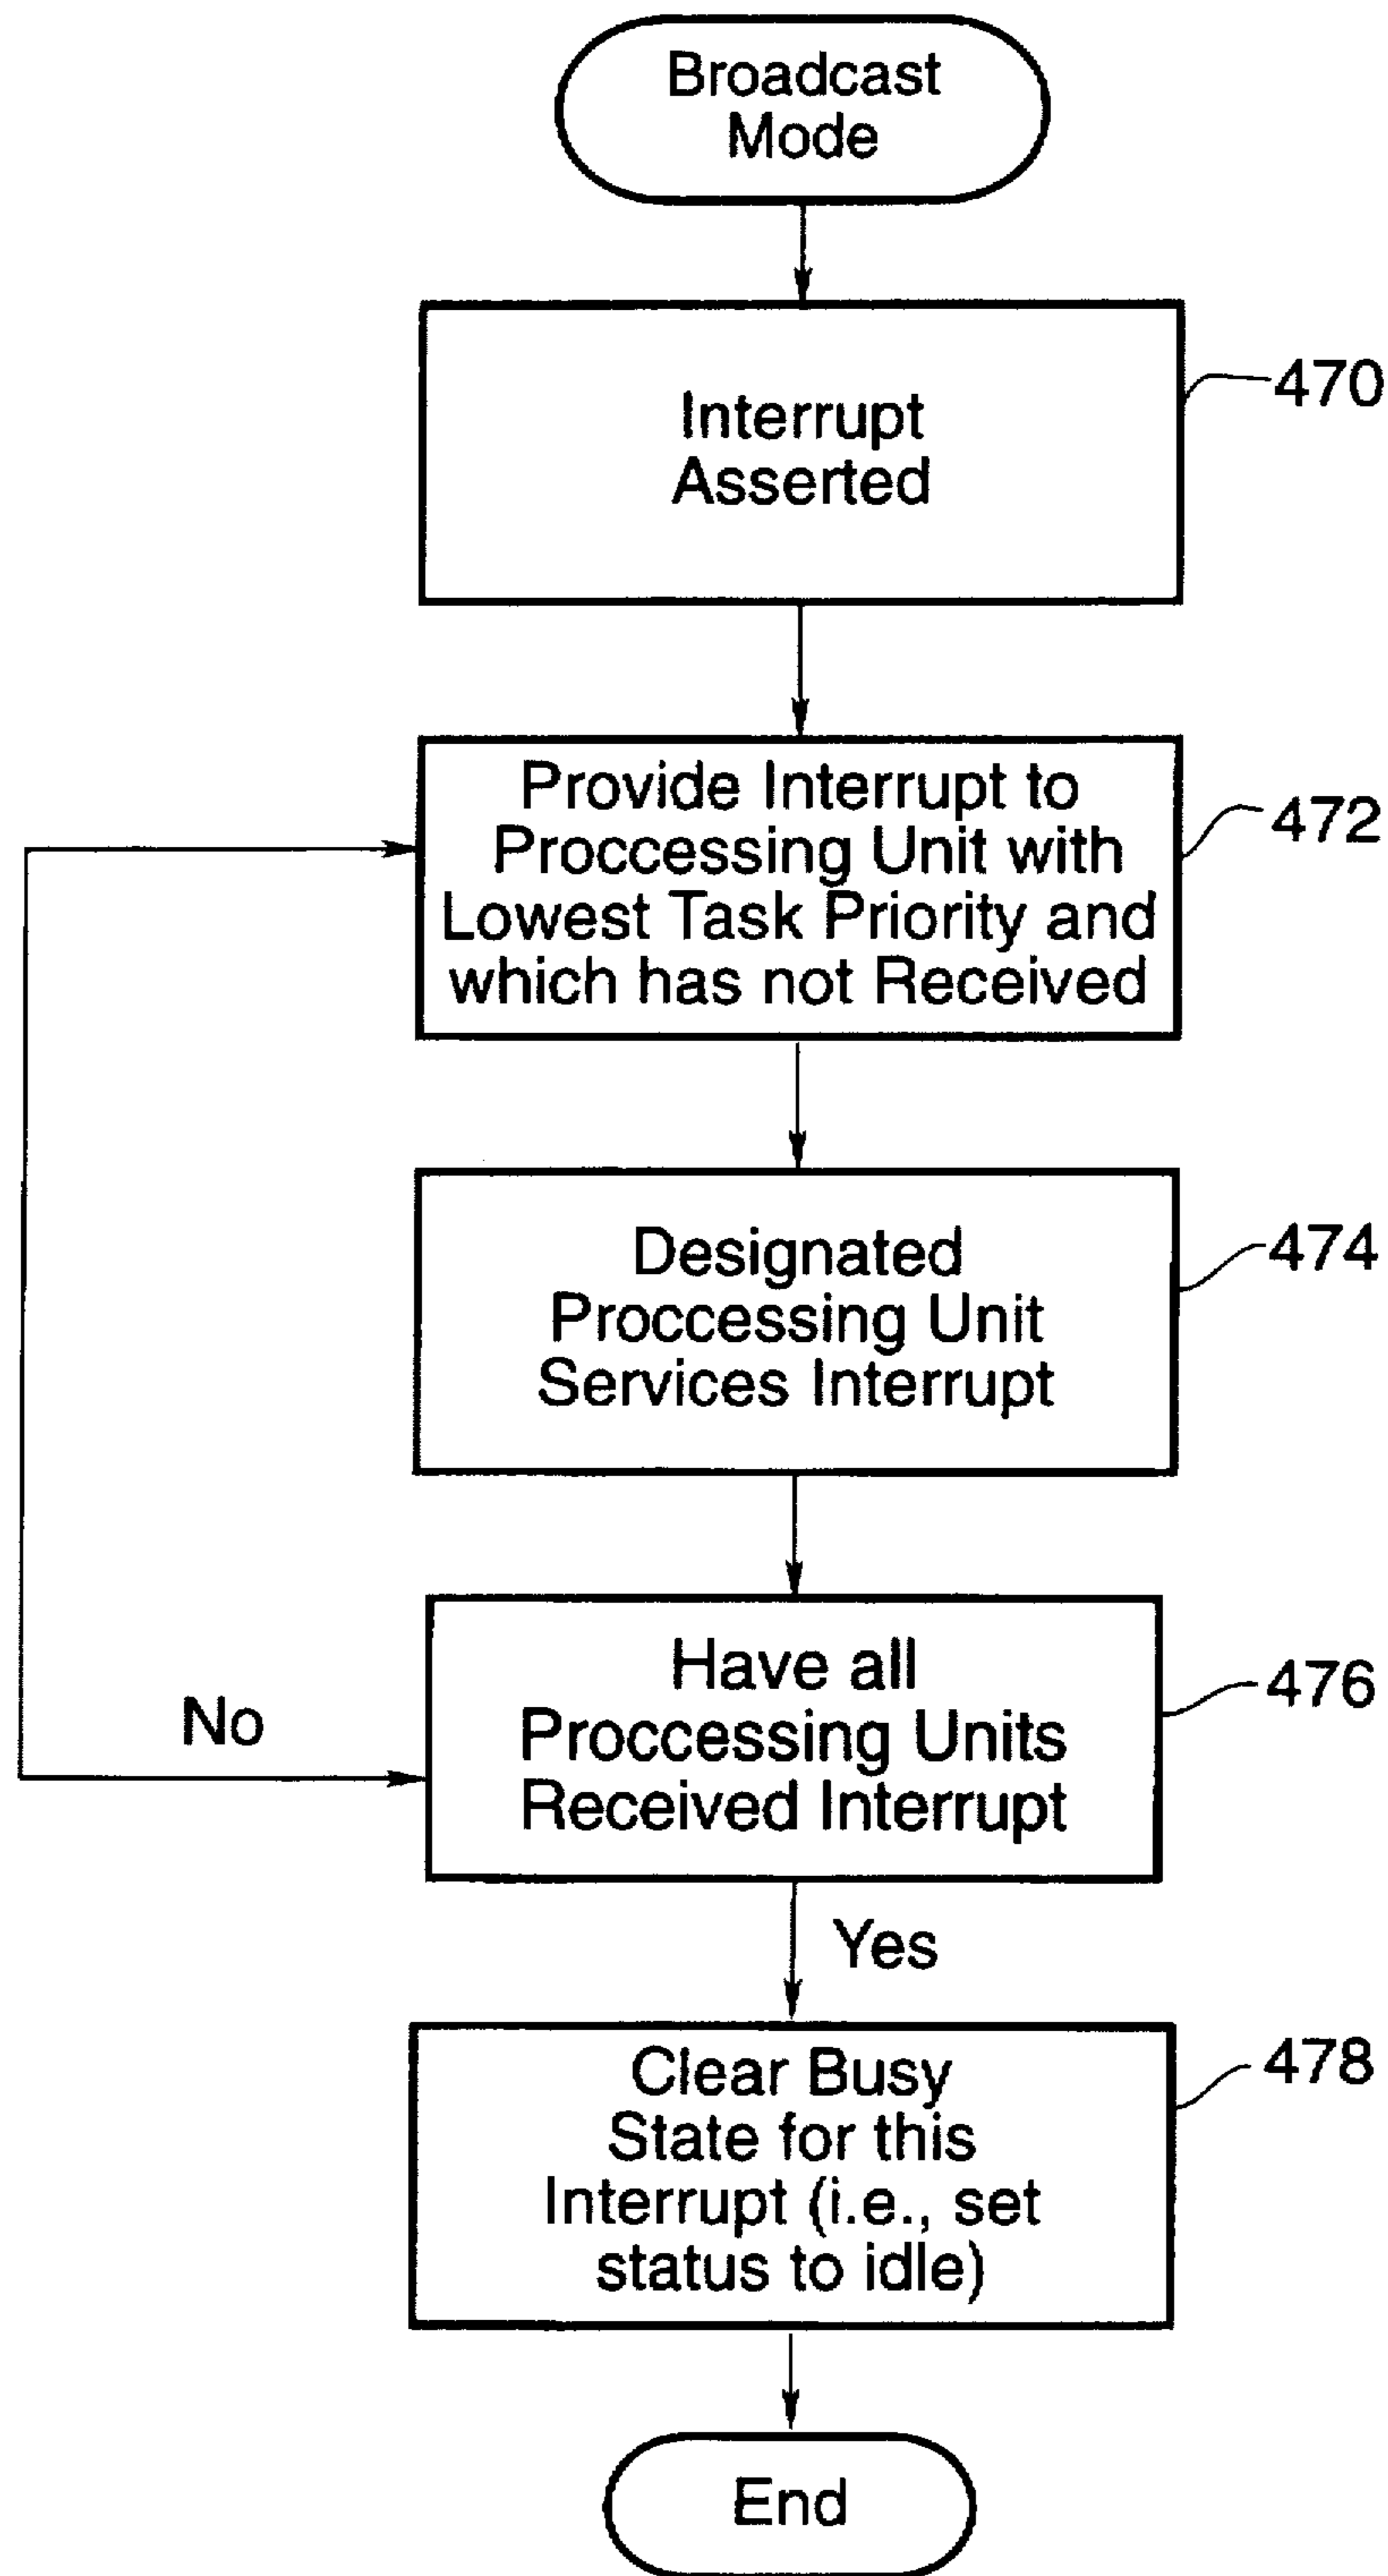 Broadcast
Mode
Interrupt
Asserted
470
Provide Interrupt to
Proccessing Unit with
Lowest Task Priority and
which has not Received
472
Designated
Proccessing Unit
Services Interrupt
474
Have all
Proccessing Units
Received Interrupt
476
No
Yes
Clear Busy
State for this
Interrupt (i.e., set
status to idle)
478
End